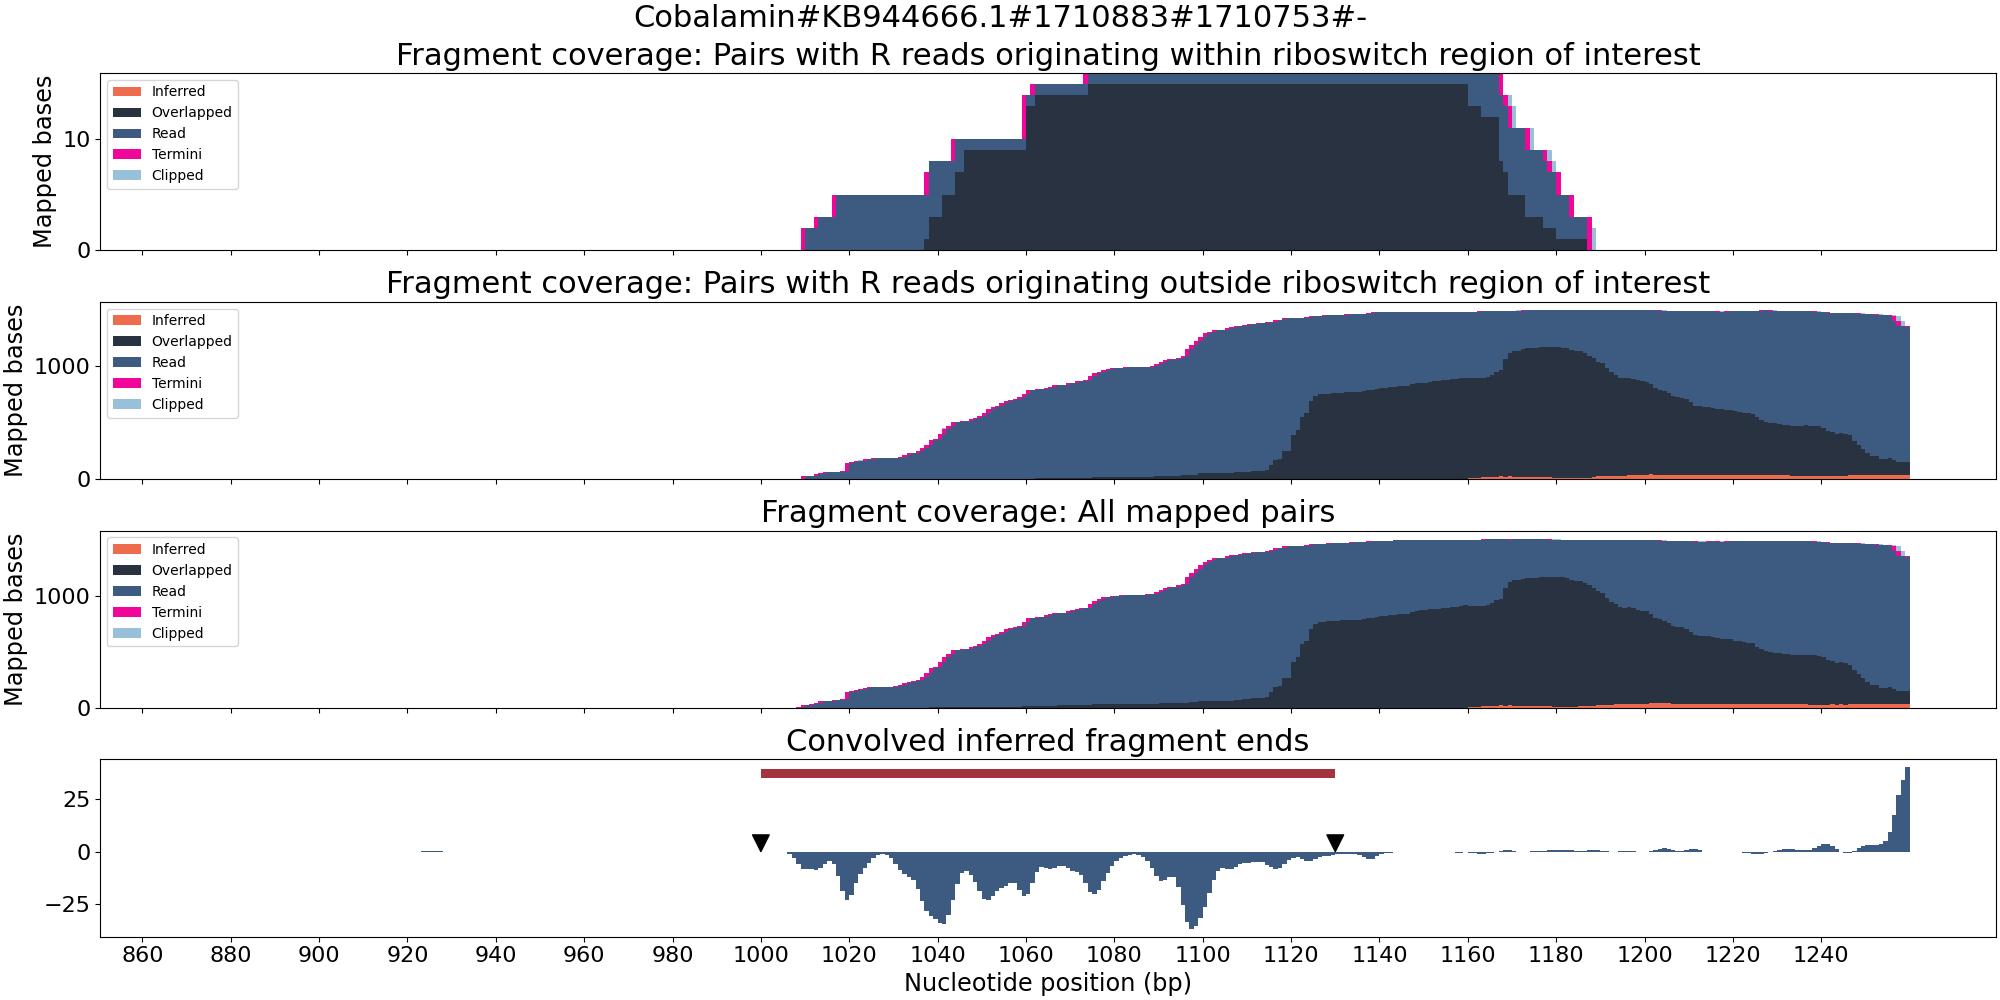 Cobalamin#KB944666.1#1710883#1710753#-
Fragment coverage: Pairs with R reads originating within riboswitch region of interest
Mapped bases
10
0
Inferred
Overlapped
Read
Termini
Clipped
Fragment coverage: Pairs with R reads originating outside riboswitch region of interest
Mapped bases
1000
0
Inferred
Overlapped
Read
Termini
Clipped
Fragment coverage: All mapped pairs
Mapped bases
1000
0
Inferred
Overlapped
Read
Termini
Clipped
Convolved inferred fragment ends
25
0
−25
860 880 900 920 940 960 980 1000 1020 1040 1060 1080 1100 1120 1140 1160 1180 1200 1220 1240
Nucleotide position (bp)